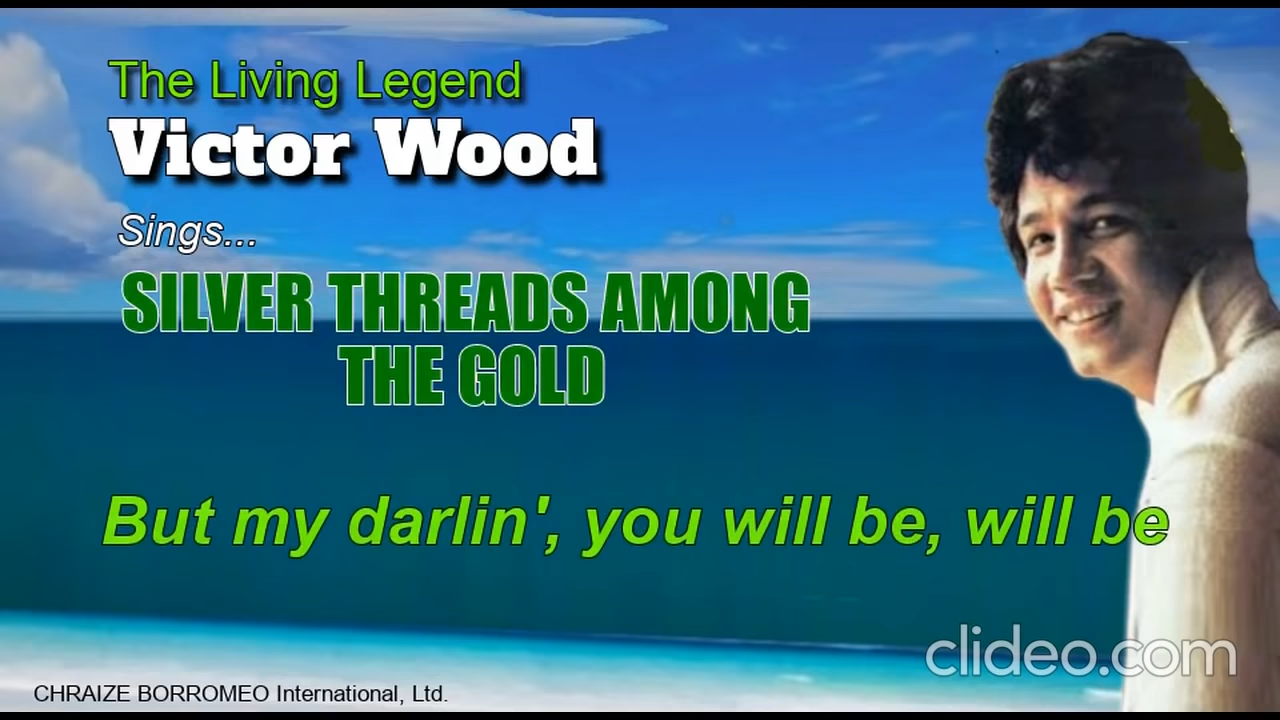 The Living Legend
Victor Wood
Sings...
SILVER THREADS AMONG
THE GOLD
But my darlin', you will be, will be
clideo.com
CHRAIZE BORROMEO International, Ltd.